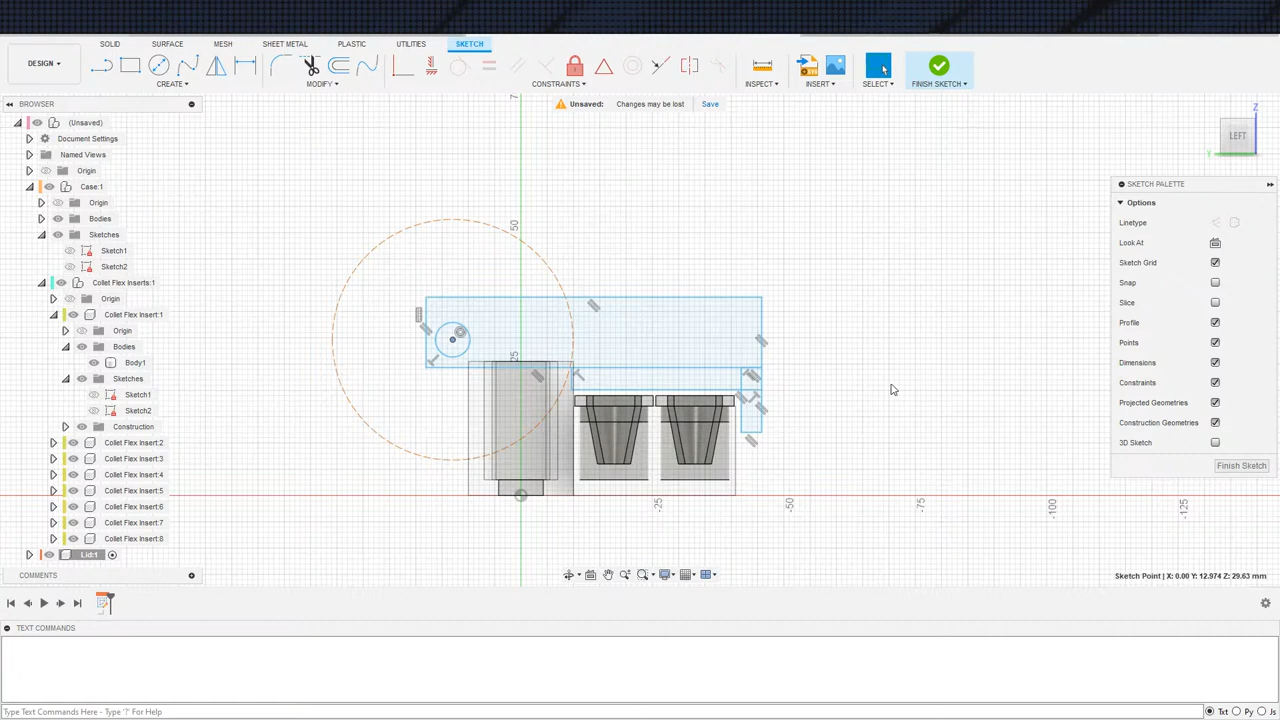 SOLID SURFACE MESH SHEET METAL PLASTIC UTILITIES SKETCH
DESIGN
CREATE MODIFY CONSTRAINTS INSPECT INSERT SELECT FINISH SKETCH
BROWSER
Unsaved: Changes may be lost Save
(Unsaved)
Document Settings
Named Views
Origin
Case:1
Origin
Bodies
Sketches
Sketch1
Sketch2
Collet Flex Inserts:1
Origin
Collet Flex Insert:1
Origin
Bodies
Body1
Sketches
Sketch1
Sketch2
Construction
Collet Flex Insert:2
Collet Flex Insert:3
Collet Flex Insert:4
Collet Flex Insert:5
Collet Flex Insert:6
Collet Flex Insert:7
Collet Flex Insert:8
Lid:1
COMMENTS
7
50
25
-25
-50
-75
-100
-125
Z
LEFT
Y
SKETCH PALETTE
Options
Linetype
Look At
Sketch Grid
Snap
Slice
Profile
Points
Dimensions
Constraints
Projected Geometries
Construction Geometries
3D Sketch
Finish Sketch
Sketch Point | X: 0.00 Y: 12.974 Z: 29.63 mm
TEXT COMMANDS
Type Text Commands Here - Type '?' For Help
Txt Py Js